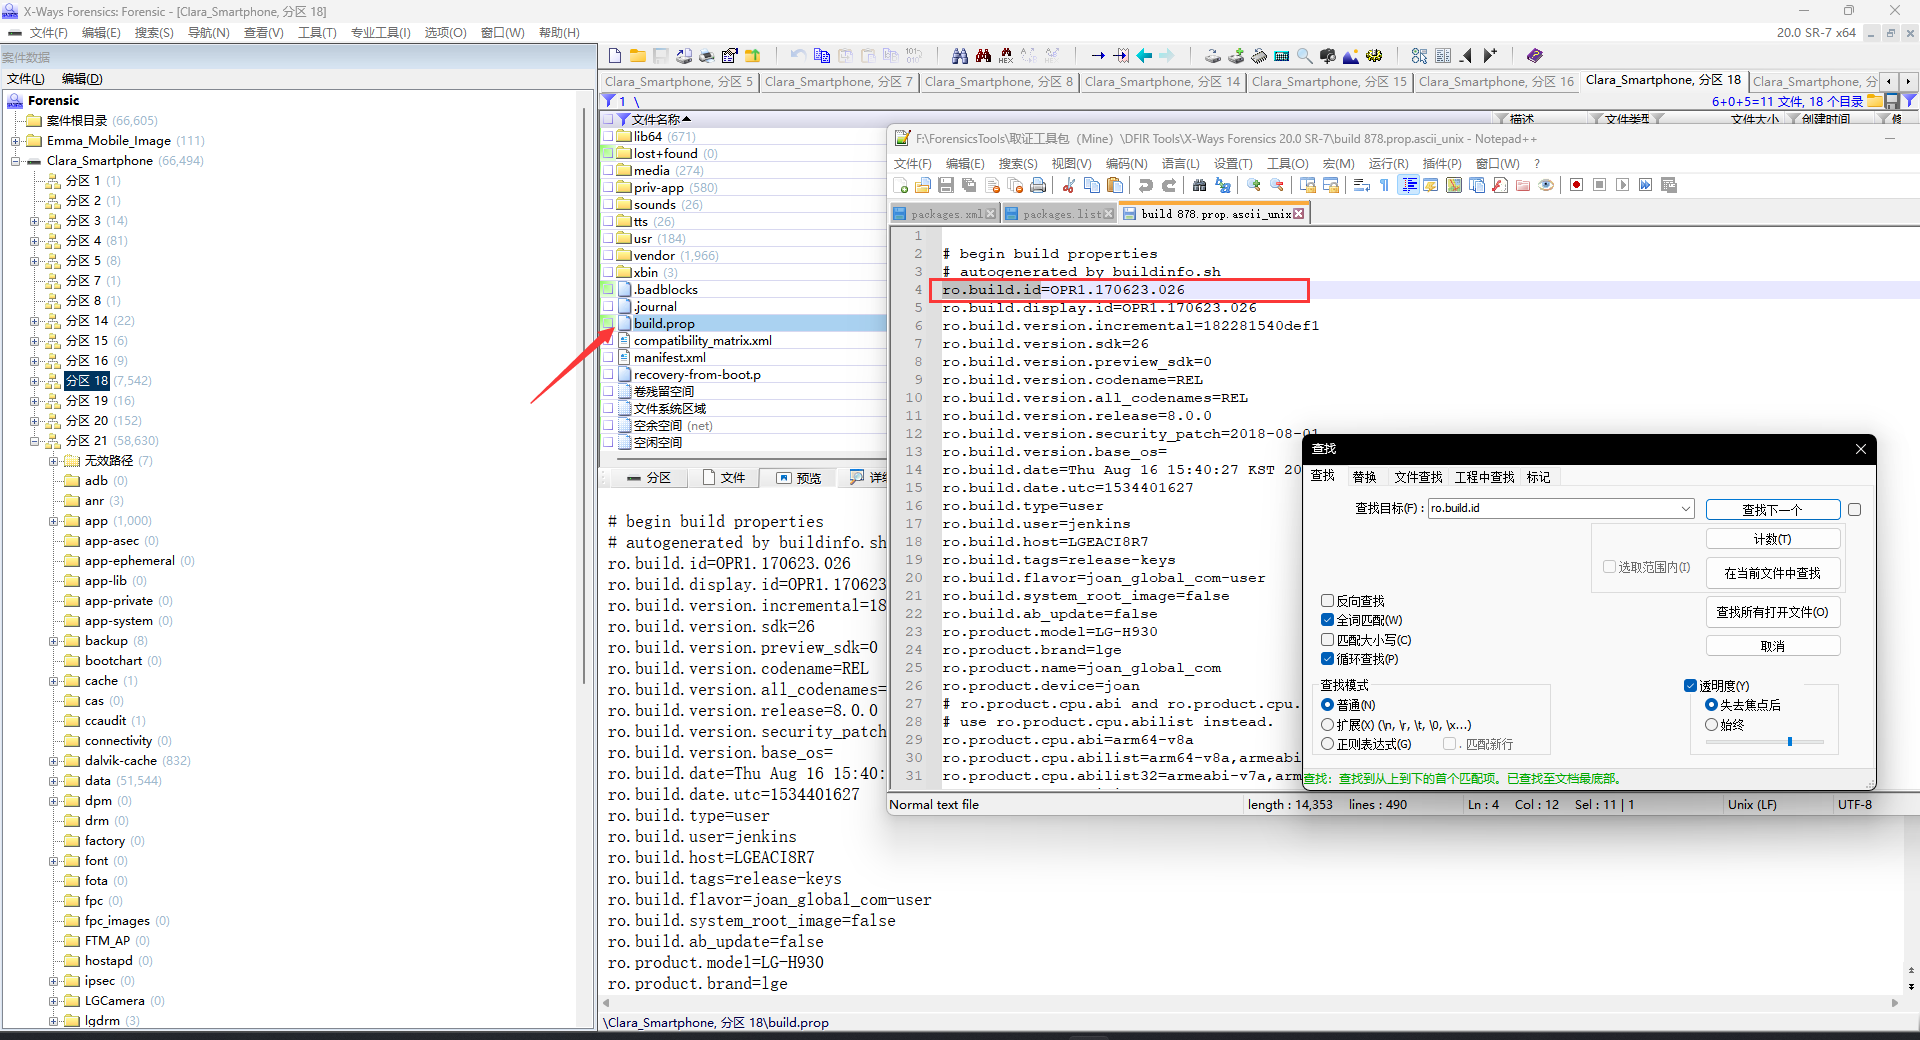 X-Ways Forensics: Forensic - [Clara_Smartphone, 分区 18]
文件(F) 编辑(E) 搜索(S) 导航(N) 查看(V) 工具(T) 专业工具(I) 选项(O) 窗口(W) 帮助(H)
20.0 SR-7 x64
案件数据
文件(L) 编辑(D)
Forensic
案件根目录 (66,605)
Emma_Mobile_Image (111)
Clara_Smartphone (66,494)
分区 1 (1)
分区 2 (1)
分区 3 (14)
分区 4 (81)
分区 5 (8)
分区 7 (1)
分区 8 (1)
分区 14 (22)
分区 15 (6)
分区 16 (9)
分区 18 (7,542)
分区 19 (16)
分区 20 (152)
分区 21 (58,630)
无效路径 (7)
adb (0)
anr (3)
app (1,000)
app-asec (0)
app-ephemeral (0)
app-lib (0)
app-private (0)
app-system (0)
backup (8)
bootchart (0)
cache (1)
cas (0)
ccaudit (1)
connectivity (0)
dalvik-cache (832)
data (51,544)
dpm (0)
drm (0)
factory (0)
font (0)
fota (0)
fpc (0)
fpc_images (0)
FTM_AP (0)
hostapd (0)
ipsec (0)
LGCamera (0)
lgdrm (3)
Clara_Smartphone, 分区 5
Clara_Smartphone, 分区 7
Clara_Smartphone, 分区 8
Clara_Smartphone, 分区 14
Clara_Smartphone, 分区 15
Clara_Smartphone, 分区 16
Clara_Smartphone, 分区 18
Clara_Smartphone, 分
1 \
6+0+5=11 文件, 18 个目录
文件名称 描述 文件类型 文件大小 创建时间 修
lib64 (671)
lost+found (0)
media (274)
priv-app (580)
sounds (26)
tts (26)
usr (184)
vendor (1,966)
xbin (3)
.badblocks
.journal
build.prop
compatibility_matrix.xml
manifest.xml
recovery-from-boot.p
卷残留空间
文件系统区域
空余空间 (net)
空闲空间
分区 文件 预览 详细
# begin build properties
# autogenerated by buildinfo.sh
ro.build.id=OPR1.170623.026
ro.build.display.id=OPR1.170623
ro.build.version.incremental=18
ro.build.version.sdk=26
ro.build.version.preview_sdk=0
ro.build.version.codename=REL
ro.build.version.all_codenames=
ro.build.version.release=8.0.0
ro.build.version.security_patch
ro.build.version.base_os=
ro.build.date=Thu Aug 16 15:40:
ro.build.date.utc=1534401627
ro.build.type=user
ro.build.user=jenkins
ro.build.host=LGEACI8R7
ro.build.tags=release-keys
ro.build.flavor=joan_global_com-user
ro.build.system_root_image=false
ro.build.ab_update=false
ro.product.model=LG-H930
ro.product.brand=lge
\Clara_Smartphone, 分区 18\build.prop
F:\ForensicsTools\取证工具包 (Mine) \DFIR Tools\X-Ways Forensics 20.0 SR-7\build 878.prop.ascii_unix - Notepad++
文件(F) 编辑(E) 搜索(S) 视图(V) 编码(N) 语言(L) 设置(T) 工具(O) 宏(M) 运行(R) 插件(P) 窗口(W) ?
packages.xml packages.list build 878.prop.ascii_unix
1
2 # begin build properties
3 # autogenerated by buildinfo.sh
4 ro.build.id=OPR1.170623.026
5 ro.build.display.id=OPR1.170623.026
6 ro.build.version.incremental=182281540def1
7 ro.build.version.sdk=26
8 ro.build.version.preview_sdk=0
9 ro.build.version.codename=REL
10 ro.build.version.all_codenames=REL
11 ro.build.version.release=8.0.0
12 ro.build.version.security_patch=2018-08-01
13 ro.build.version.base_os=
14 ro.build.date=Thu Aug 16 15:40:27 KST 20
15 ro.build.date.utc=1534401627
16 ro.build.type=user
17 ro.build.user=jenkins
18 ro.build.host=LGEACI8R7
19 ro.build.tags=release-keys
20 ro.build.flavor=joan_global_com-user
21 ro.build.system_root_image=false
22 ro.build.ab_update=false
23 ro.product.model=LG-H930
24 ro.product.brand=lge
25 ro.product.name=joan_global_com
26 ro.product.device=joan
27 # ro.product.cpu.abi and ro.product.cpu.
28 # use ro.product.cpu.abilist instead.
29 ro.product.cpu.abi=arm64-v8a
30 ro.product.cpu.abilist=arm64-v8a,armeabi
31 ro.product.cpu.abilist32=armeabi-v7a,arm
Normal text file length : 14,353 lines : 490 Ln : 4 Col : 12 Sel : 11 | 1 Unix (LF) UTF-8
查找
查找 替换 文件查找 工程中查找 标记
查找目标(F) : ro.build.id
查找下一个
计数(T)
选取范围内(I)
在当前文件中查找
反向查找
查找所有打开文件(O)
全词匹配(W)
匹配大小写(C)
取消
循环查找(P)
查找模式
透明度(Y)
普通(N)
失去焦点后
扩展(X) (\n, \r, \t, \0, \x...)
始终
正则表达式(G) . 匹配新行
查找: 查找到从上到下的首个匹配项。已查找至文档最底部。